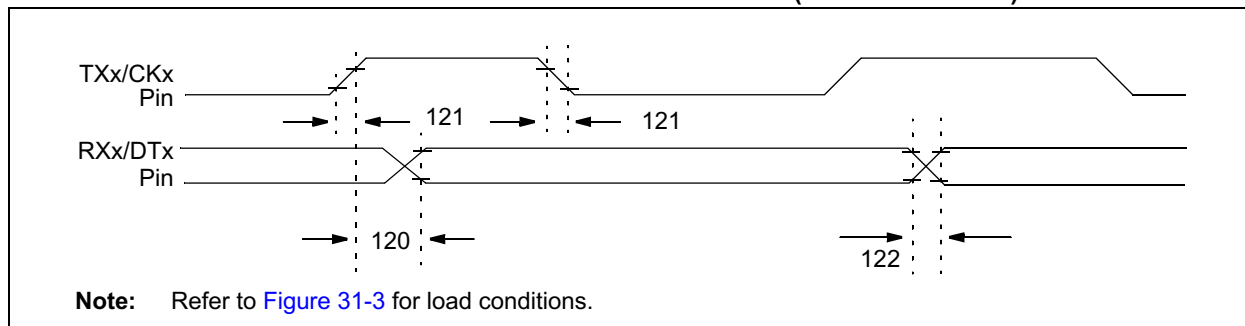 TXx/CKx
Pin
121
121
RXx/DTx
Pin
120
122
Note: Refer to Figure 31-3 for load conditions.